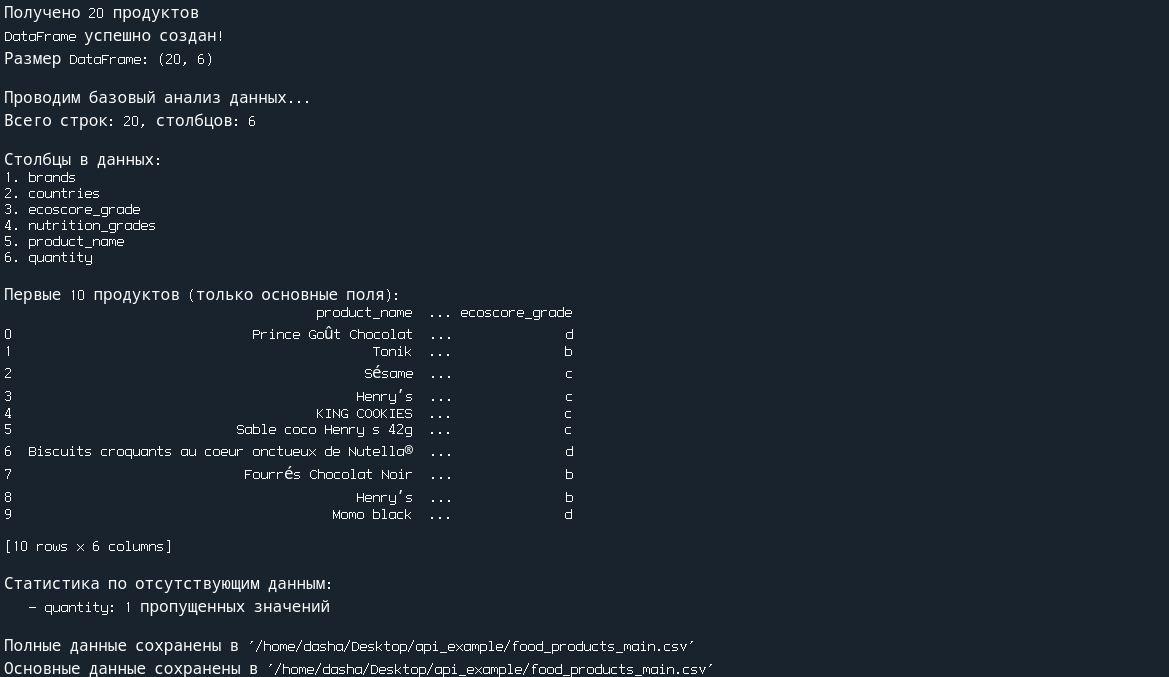 Получено 20 продуктов
DataFrame успешно создан!
Размер DataFrame: (20, 6)
Проводим базовый анализ данных...
Всего строк: 20, столбцов: 6
Столбцы в данных:
1. brands
2. countries
3. ecoscore_grade
4. nutrition_grades
5. product_name
6. quantity
Первые 10 продуктов (только основные поля):
product_name ... ecoscore_grade
0 Prince Goût Chocolat ... d
1 Tonik ... b
2 Sésame ... c
3 Henry's ... c
4 KING COOKIES ... c
5 Sable coco Henry s 42g ... c
6 Biscuits croquants au coeur onctueux de Nutella® ... d
7 Fourrés Chocolat Noir ... b
8 Henry's ... b
9 Momo black ... d
[10 rows x 6 columns]
Статистика по отсутствующим данным:
- quantity: 1 пропущенных значений
Полные данные сохранены в '/home/dasha/Desktop/api_example/food_products_main.csv'
Основные данные сохранены в '/home/dasha/Desktop/api_example/food_products_main.csv'